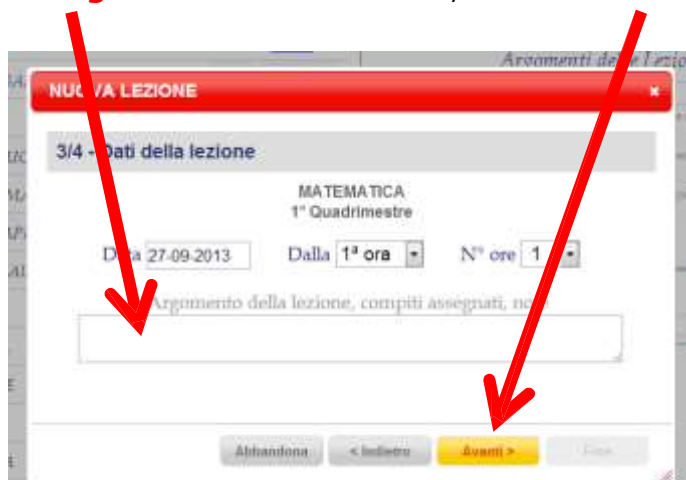 Argomenti delle Lezio
NUOVA LEZIONE
3/4 - Dati della lezione
MATEMATICA
1° Quadrimestre
Data 27-09-2013 Dalla 1ª ora N° ore 1
Argomento della lezione, compiti assegnati, note
Abbandona < Indietro Avanti > Fine